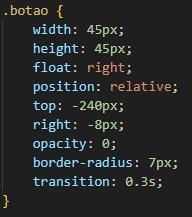 .botao {
    width: 45px;
    height: 45px;
    float: right;
    position: relative;
    top: -240px;
    right: -8px;
    opacity: 0;
    border-radius: 7px;
    transition: 0.3s;
}